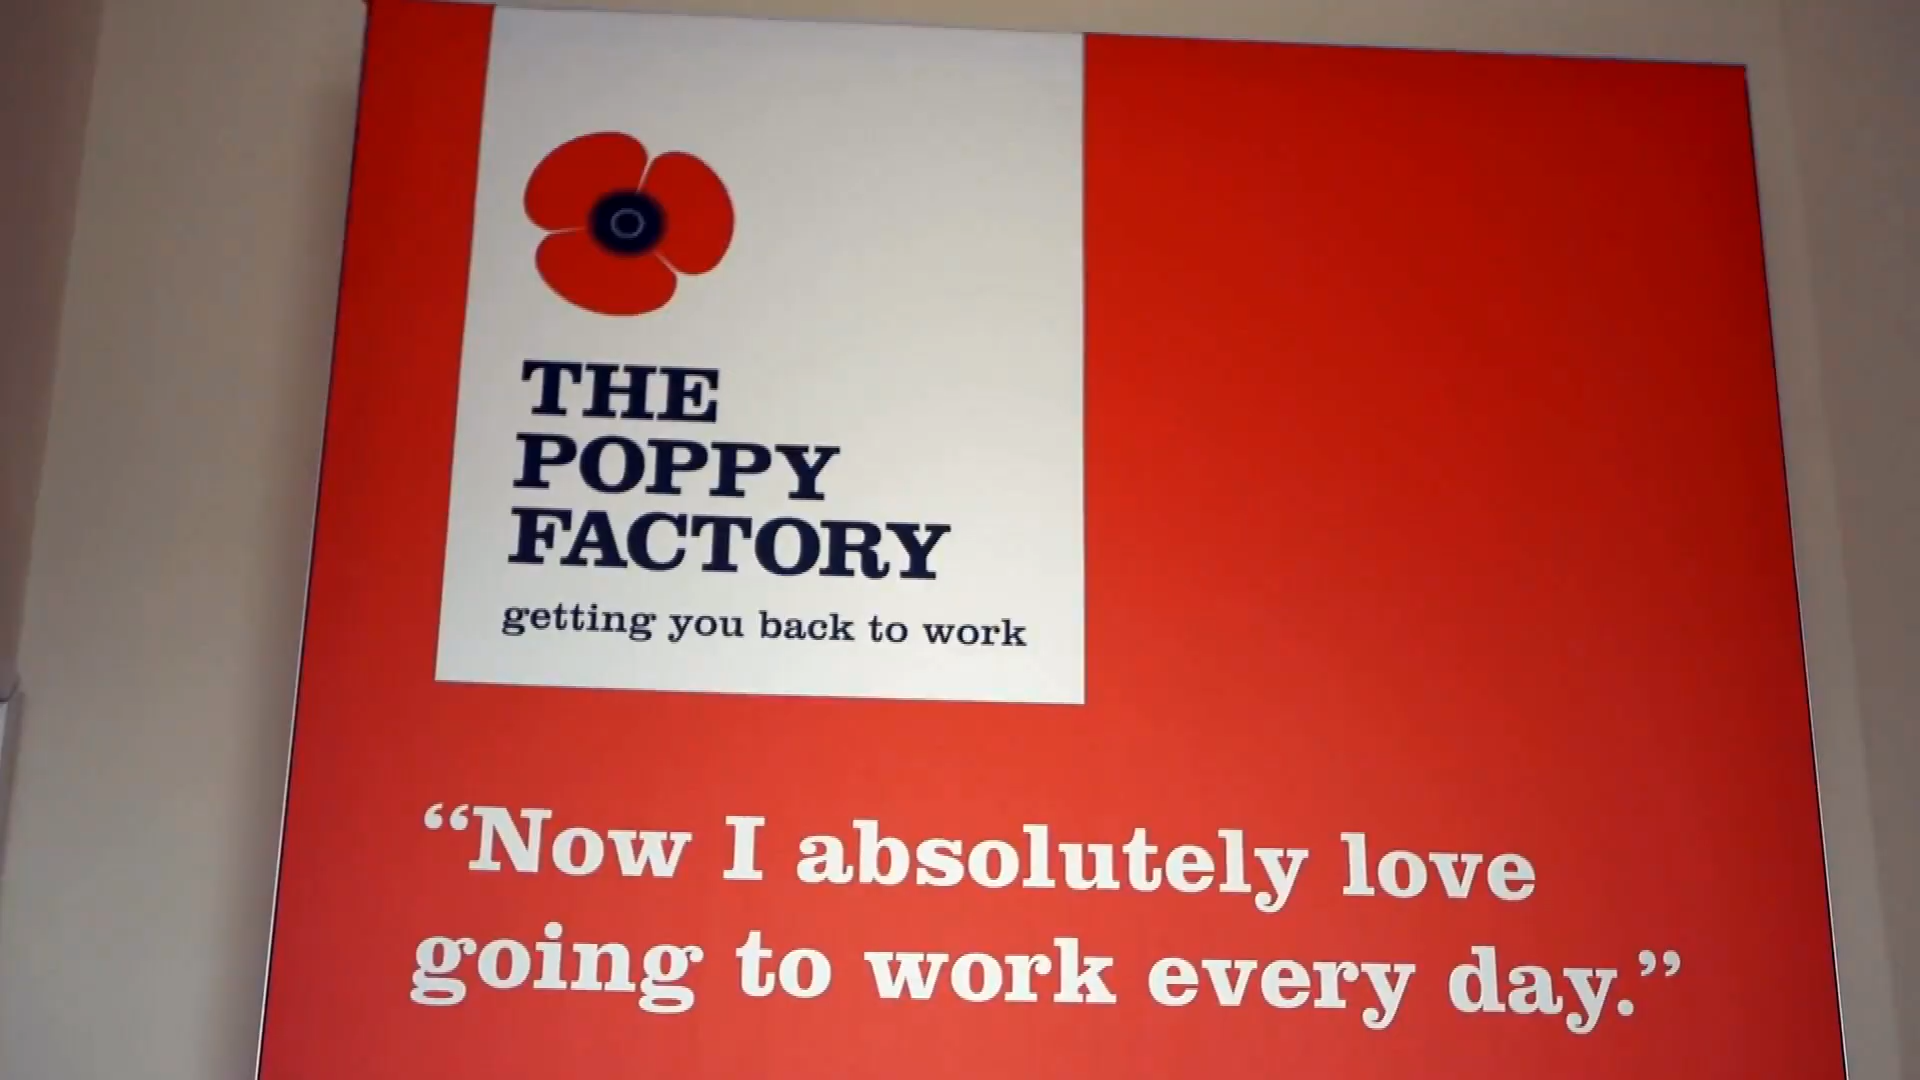 THE
POPPY
FACTORY
getting you back to work
“Now I absolutely love
going to work every day.”